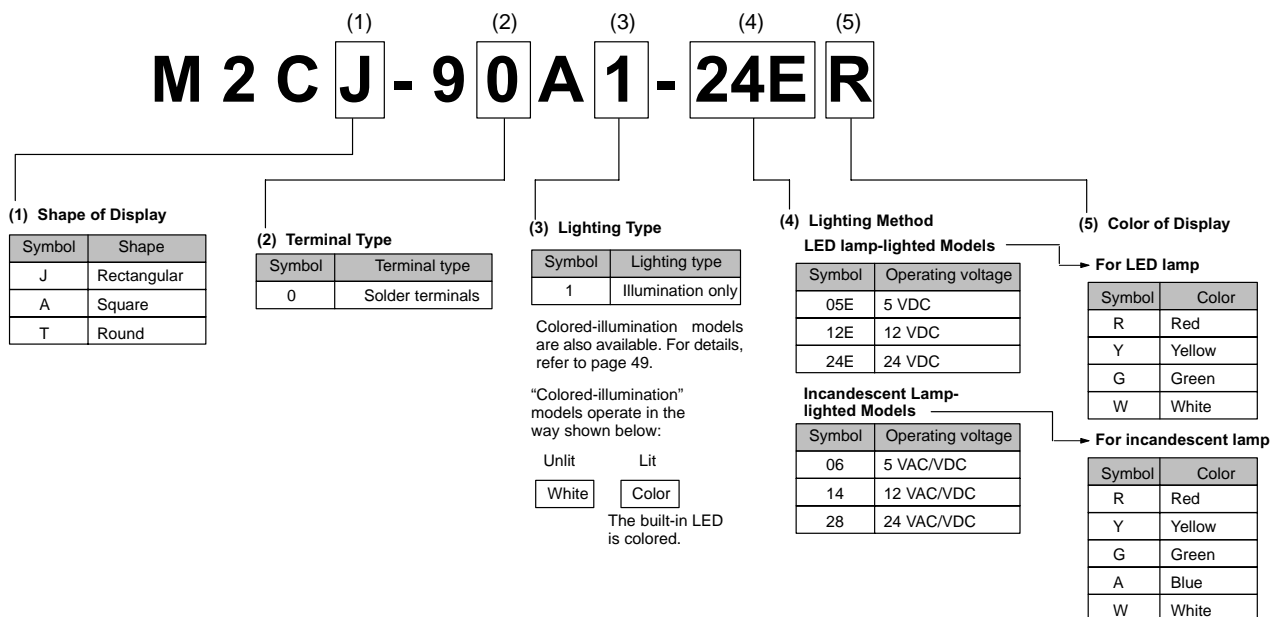 (1) (2) (3) (4) (5)
M2CJ-90A1-24ER
(1) Shape of Display
Symbol Shape
J Rectangular
A Square
T Round
(2) Terminal Type
Symbol Terminal type
0 Solder terminals
(3) Lighting Type
Symbol Lighting type
1 Illumination only
Colored-illumination models
are also available. For details,
refer to page 49.
“Colored-illumination”
models operate in the
way shown below:
Unlit Lit
White Color
The built-in LED
is colored.
(4) Lighting Method
LED lamp-lighted Models
Symbol Operating voltage
05E 5 VDC
12E 12 VDC
24E 24 VDC
Incandescent Lamp-
lighted Models
Symbol Operating voltage
06 5 VAC/VDC
14 12 VAC/VDC
28 24 VAC/VDC
(5) Color of Display
For LED lamp
Symbol Color
R Red
Y Yellow
G Green
W White
For incandescent lamp
Symbol Color
R Red
Y Yellow
G Green
A Blue
W White